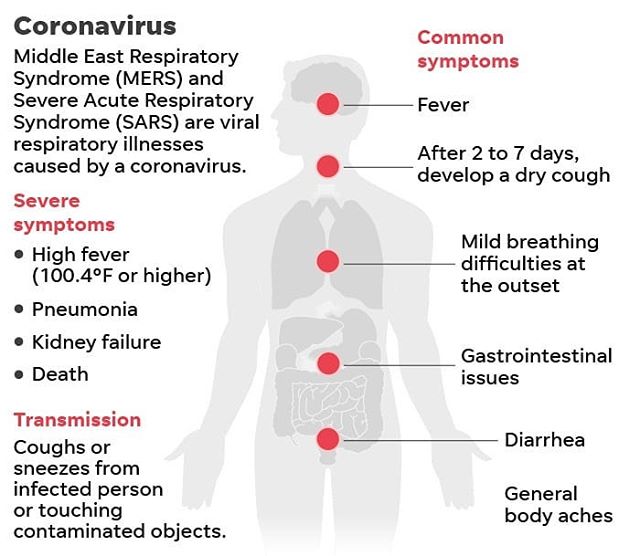 Coronavirus
Middle East Respiratory
Syndrome (MERS) and
Severe Acute Respiratory
Syndrome (SARS) are viral
respiratory illnesses
caused by a coronavirus.
Severe
symptoms
• High fever
(100.4°F or higher)
• Pneumonia
• Kidney failure
• Death
Transmission
Coughs or
sneezes from
infected person
or touching
contaminated objects.
Common
symptoms
Fever
After 2 to 7 days,
develop a dry cough
Mild breathing
difficulties at
the outset
Gastrointestinal
issues
Diarrhea
General
body aches